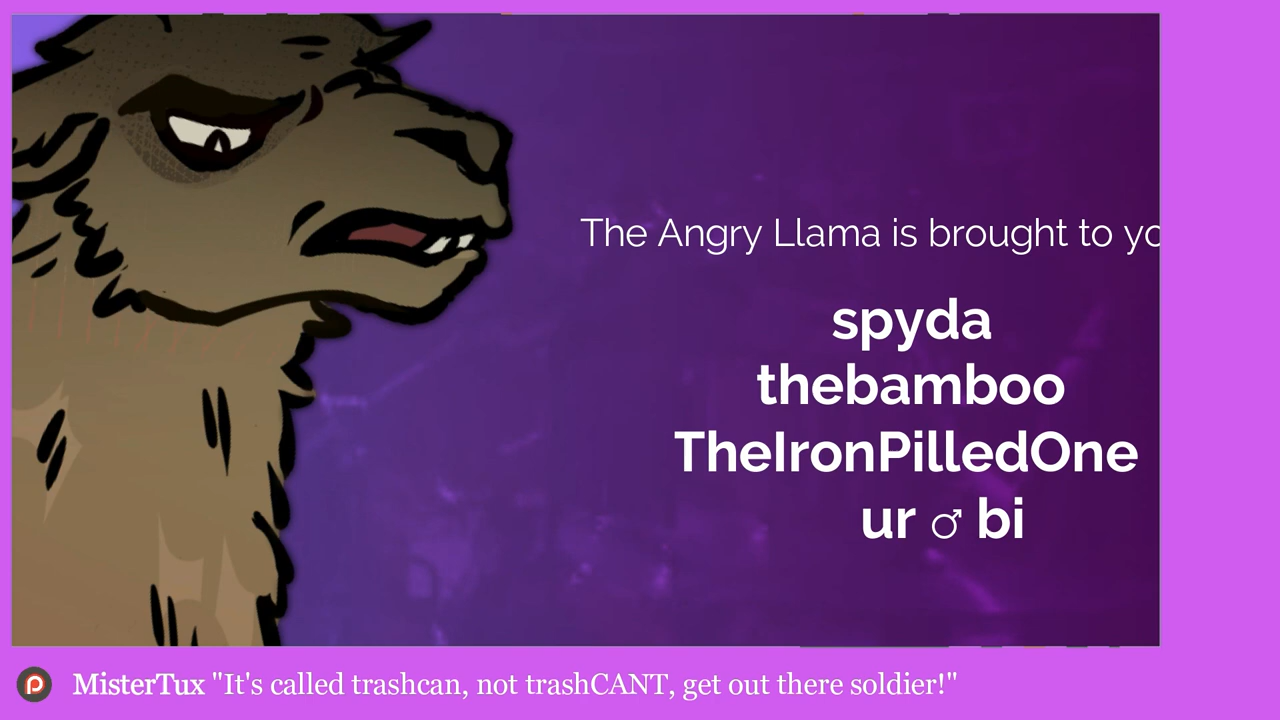 The Angry Llama is brought to yo
spyda
thebamboo
TheIronPilledOne
ur ♂ bi
MisterTux "It's called trashcan, not trashCANT, get out there soldier!"